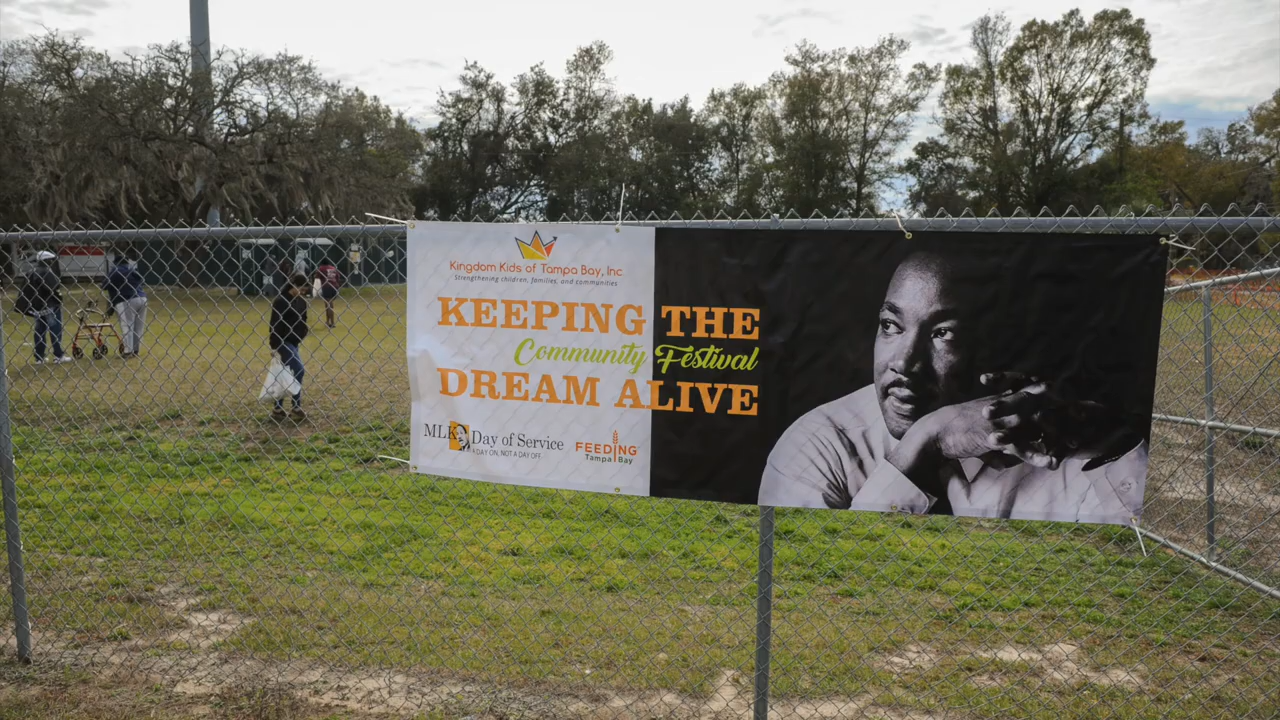 Kingdom Kids of Tampa Bay, Inc.
Strengthening children, families, and communities
KEEPING THE
Community Festival
DREAM ALIVE
MLK Day of Service
A DAY ON, NOT A DAY OFF
FEEDING
Tampa Bay